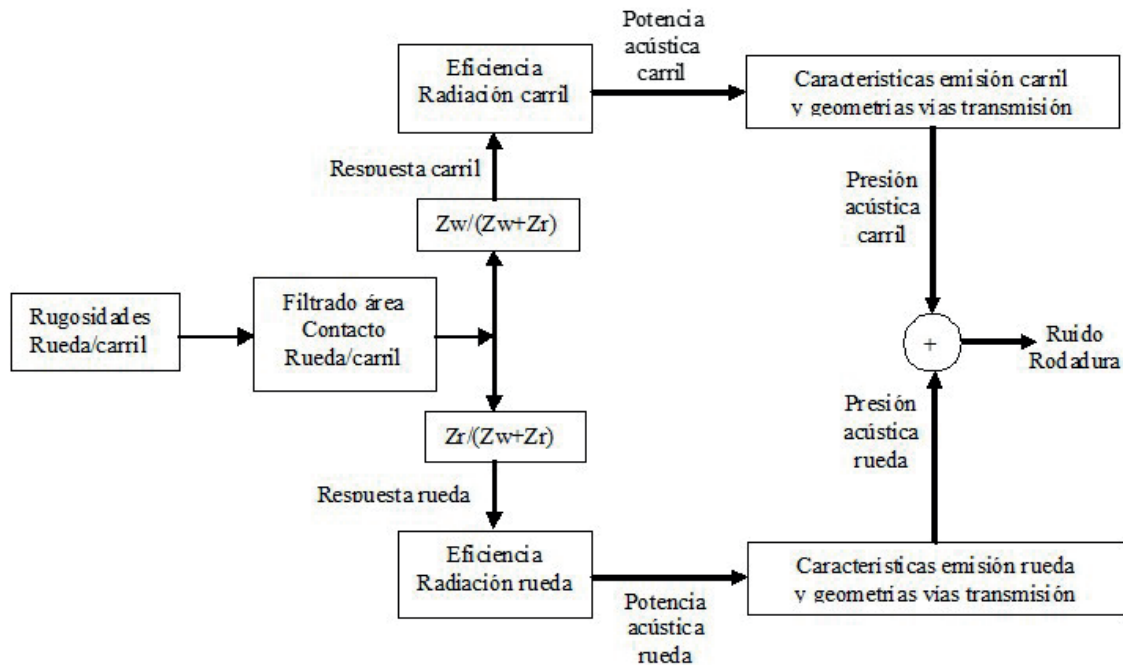 Potencia
acústica
carril
Eficiencia
Radiación carril
Características emisión carril
y geometrías vías transmisión
Respuesta carril
Presión
acústica
carril
Zw/(Zw+Zr)
Rugosidades
Rueda/carril
Filtrado área
Contacto
Rueda/carril
+
Ruido
Rodadura
Zr/(Zw+Zr)
Presión
acústica
rueda
Respuesta rueda
Eficiencia
Radiación rueda
Características emisión rueda
y geometrías vías transmisión
Potencia
acústica
rueda